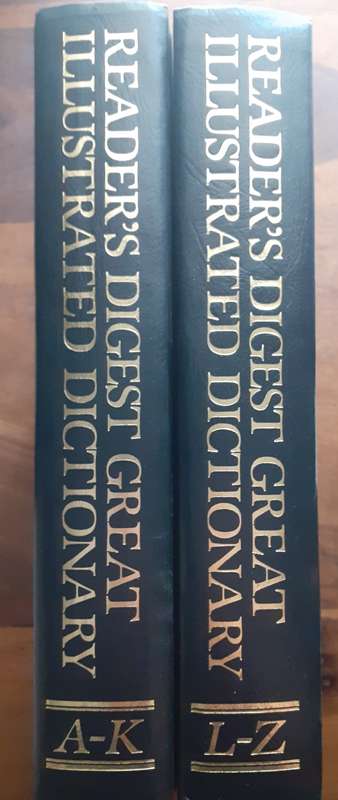 READER'S DIGEST GREAT
ILLUSTRATED DICTIONARY
A-K
READER'S DIGEST GREAT
ILLUSTRATED DICTIONARY
L-Z